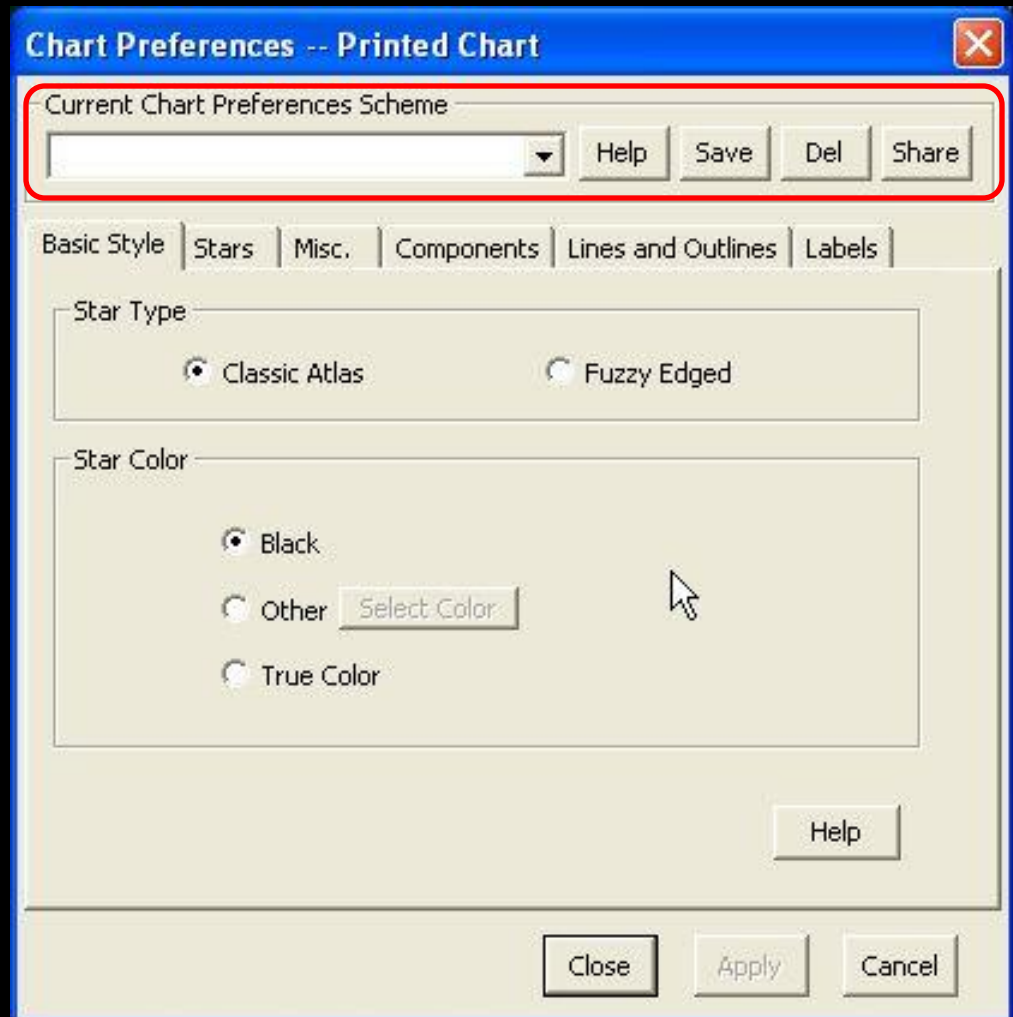 Chart Preferences -- Printed Chart
Current Chart Preferences Scheme
Help Save Del Share
Basic Style Stars Misc. Components Lines and Outlines Labels
Star Type
Classic Atlas Fuzzy Edged
Star Color
Black
Other Select Color
True Color
Help
Close Apply Cancel